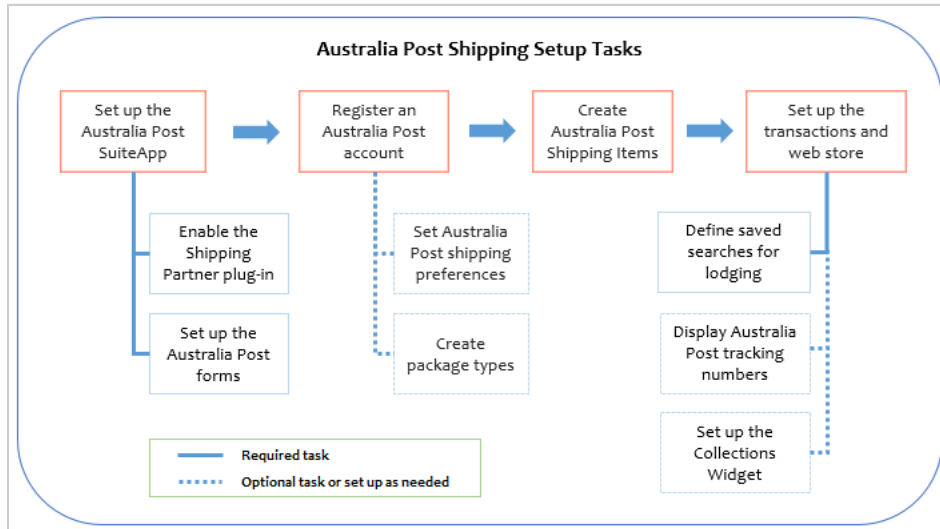 Australia Post Shipping Setup Tasks
Set up the
Australia Post
SuiteApp
Register an
Australia Post
account
Create
Australia Post
Shipping Items
Set up the
transactions and
web store
Enable the
Shipping
Partner plug-in
Set up the
Australia Post
forms
Set Australia
Post shipping
preferences
Create
package types
Define saved
searches for
lodging
Display Australia
Post tracking
numbers
Set up the
Collections
Widget
Required task
Optional task or set up as needed